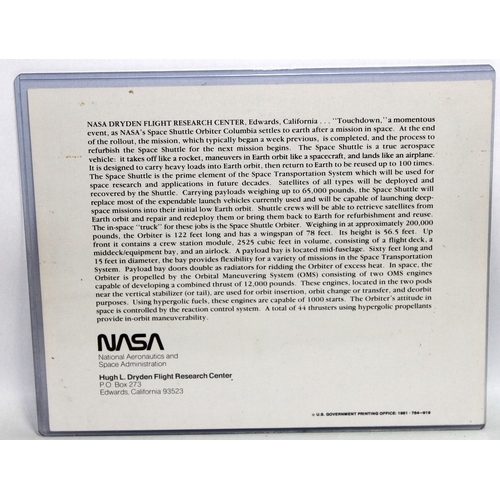 NASA DRYDEN FLIGHT RESEARCH CENTER, Edwards, California . . . "Touchdown," a momentous
event, as NASA's Space Shuttle Orbiter Columbia settles to earth after a mission in space. At the end
of the rollout, the mission, which typically began a week previous, is completed, and the process to
refurbish the Space Shuttle for the next mission begins. The Space Shuttle is a true aerospace
vehicle: it takes off like a rocket, maneuvers in Earth orbit like spacecraft, and lands like an airplane.
It is designed to carry heavy loads into Earth orbit, then return to Earth to be reused up to 100 times.
The Space Shuttle is the prime element of the Space Transportation System which will be used for
space research and applications in future decades. Satellites of all types will be deployed and
recovered by the Shuttle. Carrying payloads weighing up to 65,000 pounds, the Space Shuttle will
replace most of the expendable launch vehicles currently used and will be capable of launching deep-
space missions into their initial low Earth orbit. Shuttle crews will be able to retrieve satellites from
Earth orbit and repair and redeploy them or bring them back to Earth for refurbishment and reuse.
The in-space "truck" for these jobs is the Shuttle Orbiter. Weighing in at approximately 200,000
pounds, the Orbiter is 122 feet long and has a wingspan of 78 feet. Its height is 56.5 feet. Up
front it contains a crew station module, 2525 cubic feet in volume, consisting of a flight deck, a
middeck/equipment bay, and an airlock. A payload bay is located mid-fuselage. Sixty feet long and
15 feet in diameter, the bay provides flexibility for a variety of missions in the Space Transportation
System. Payload bay doors double as radiators for ridding the Orbiter of excess heat. In space, the
Orbiter is propelled by the Orbital Maneuvering System (OMS) consisting of two OMS engines
capable of developing a combined thrust of 12,000 pounds. These engines, located in the two pods
near the vertical stabilizer (or tail), are used for orbit insertion, orbit change or transfer, and deorbit
purposes. Using hypergolic fuels, these engines are capable of 1000 starts. The Orbiter's attitude in
space is controlled by the reaction control system. A total of 44 thrusters using hypergolic propellants
provide in-orbit maneuverability.
NASA
National Aeronautics and
Space Administration
Hugh L. Dryden Flight Research Center
P.O. Box 273
Edwards, California 93523
U.S. GOVERNMENT PRINTING OFFICE: 1981 - 784-919